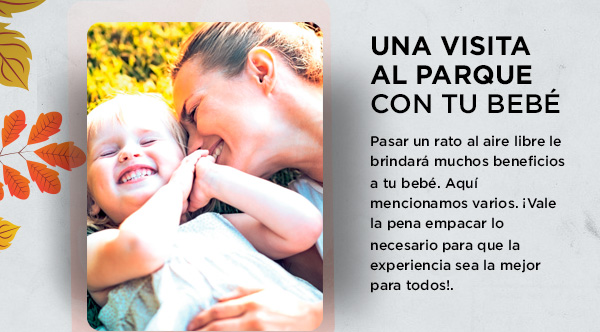 UNA VISITA
AL PARQUE
CON TU BEBÉ
Pasar un rato al aire libre le
brindará muchos beneficios
a tu bebé. Aquí
mencionamos varios. ¡Vale
la pena empacar lo
necesario para que la
experiencia sea la mejor
para todos!.